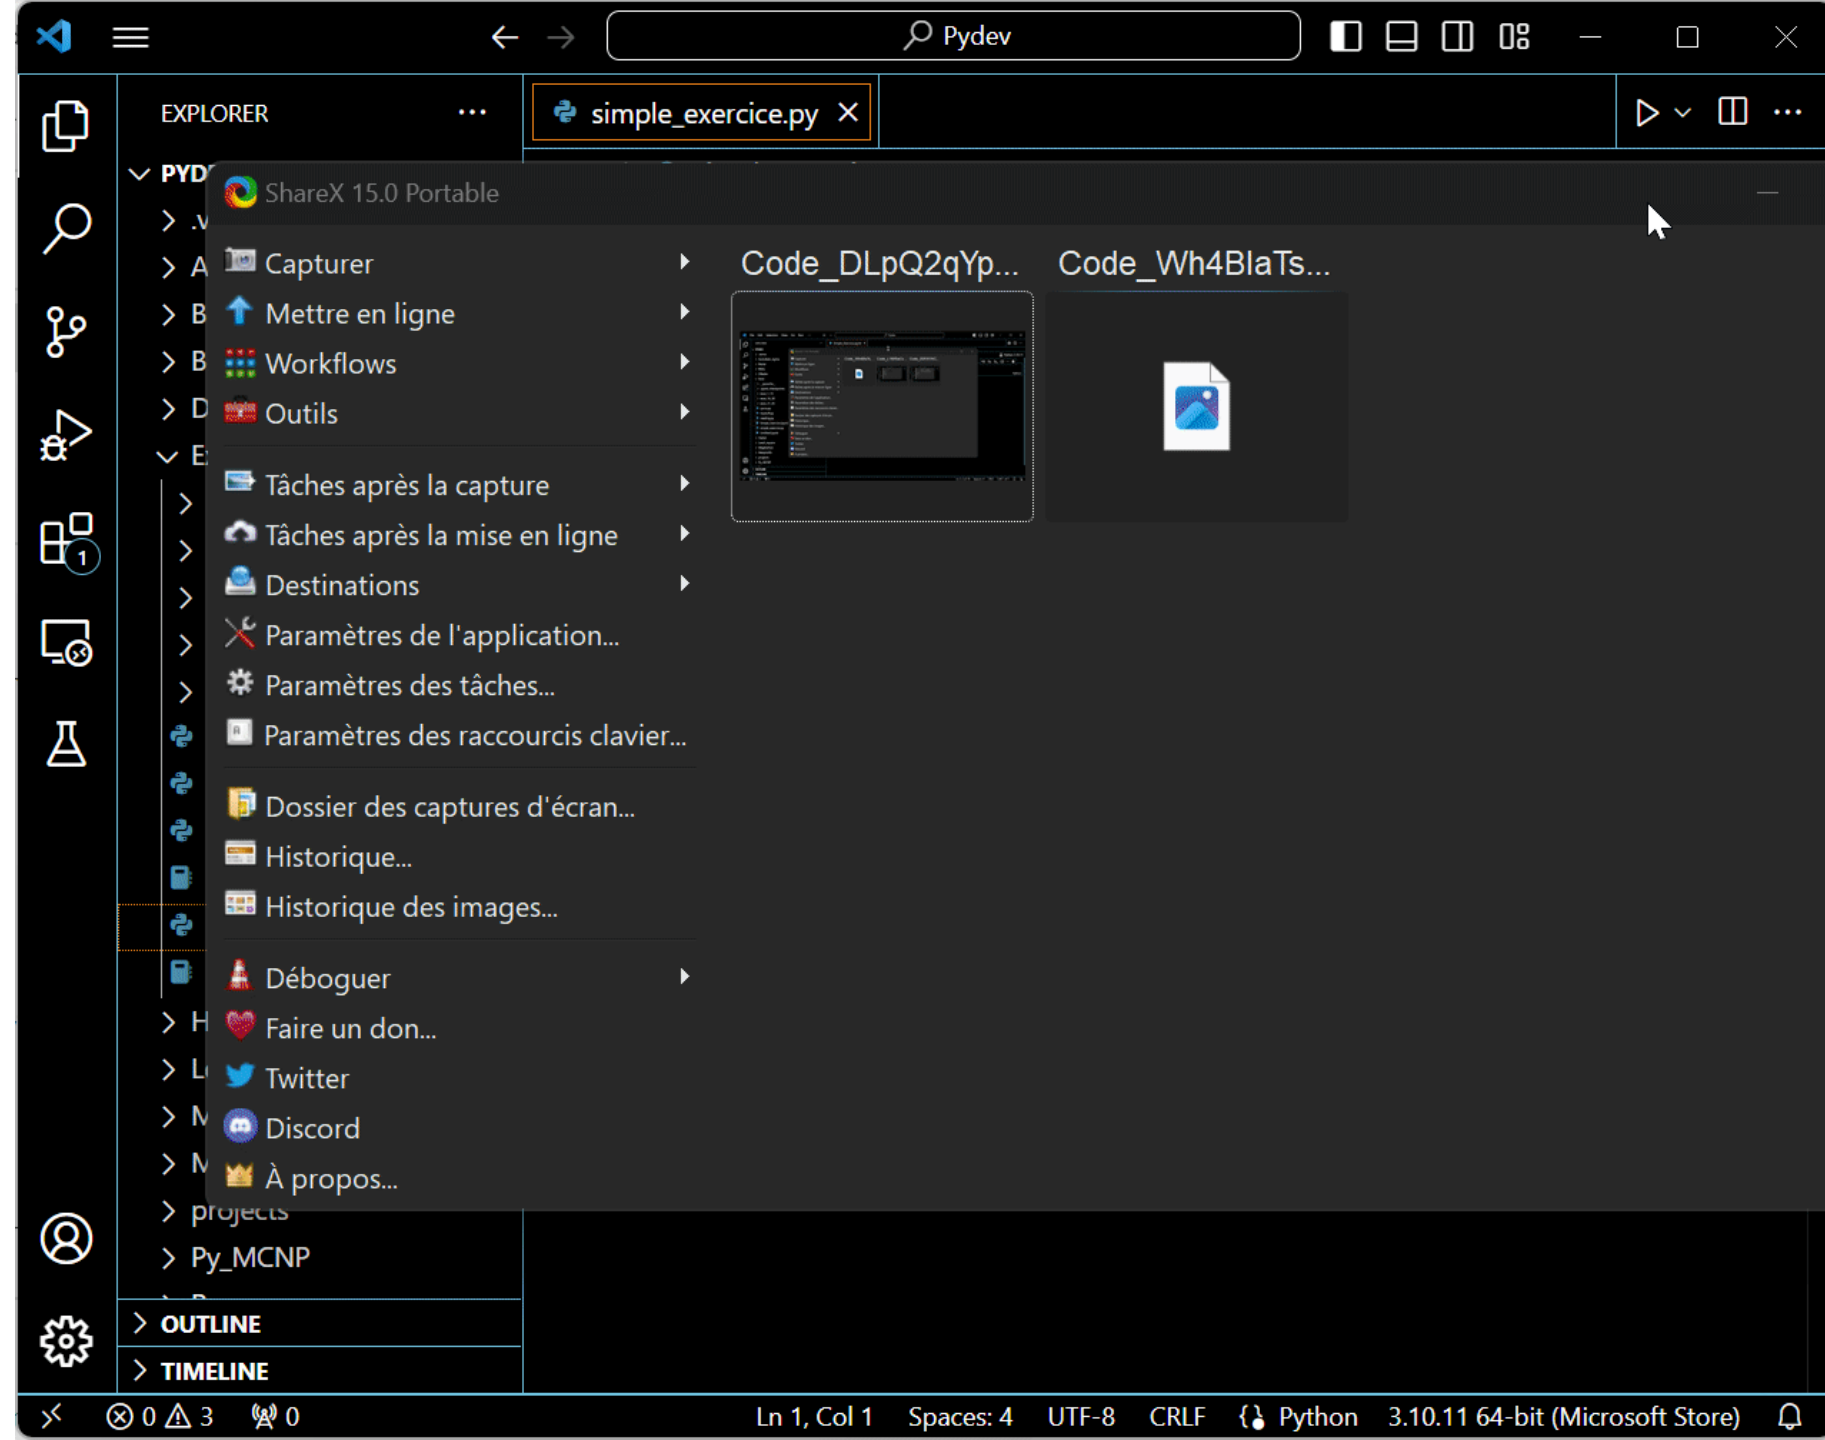 Pydev
EXPLORER
simple_exercice.py
PYD
ShareX 15.0 Portable
.v
Capturer
Code_DLpQ2qYp...
Code_Wh4BlaTs...
A
B
Mettre en ligne
B
Workflows
D
Outils
E
Tâches après la capture
Tâches après la mise en ligne
1
Destinations
Paramètres de l'application...
Paramètres des tâches...
Paramètres des raccourcis clavier...
Dossier des captures d'écran...
Historique...
Historique des images...
Déboguer
H
Faire un don...
L
Twitter
M
Discord
M
À propos...
projects
Py_MCNP
OUTLINE
TIMELINE
0 3 0 Ln 1, Col 1 Spaces: 4 UTF-8 CRLF Python 3.10.11 64-bit (Microsoft Store)